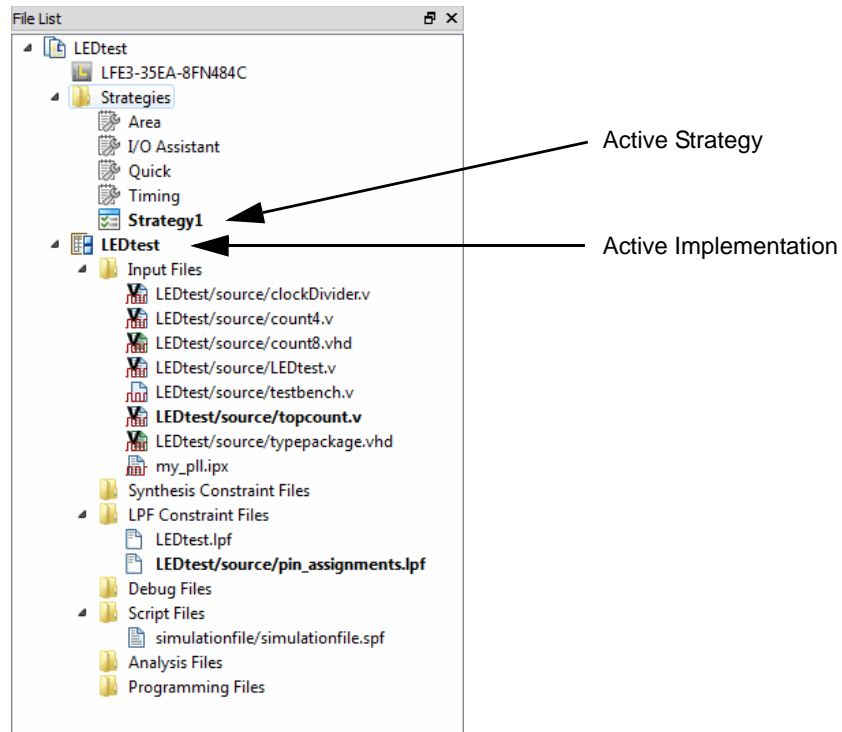 File List
LEDtest
LFE3-35EA-8FN484C
Strategies
Area
I/O Assistant
Quick
Timing
Strategy1
LEDtest
Input Files
LEDtest/source/clockDivider.v
LEDtest/source/count4.v
LEDtest/source/count8.vhd
LEDtest/source/LEDtest.v
LEDtest/source/testbench.v
LEDtest/source/topcount.v
LEDtest/source/typepackage.vhd
my_pll.ipx
Synthesis Constraint Files
LPF Constraint Files
LEDtest.lpf
LEDtest/source/pin_assignments.lpf
Debug Files
Script Files
simulationfile/simulationfile.spf
Analysis Files
Programming Files
Active Strategy
Active Implementation